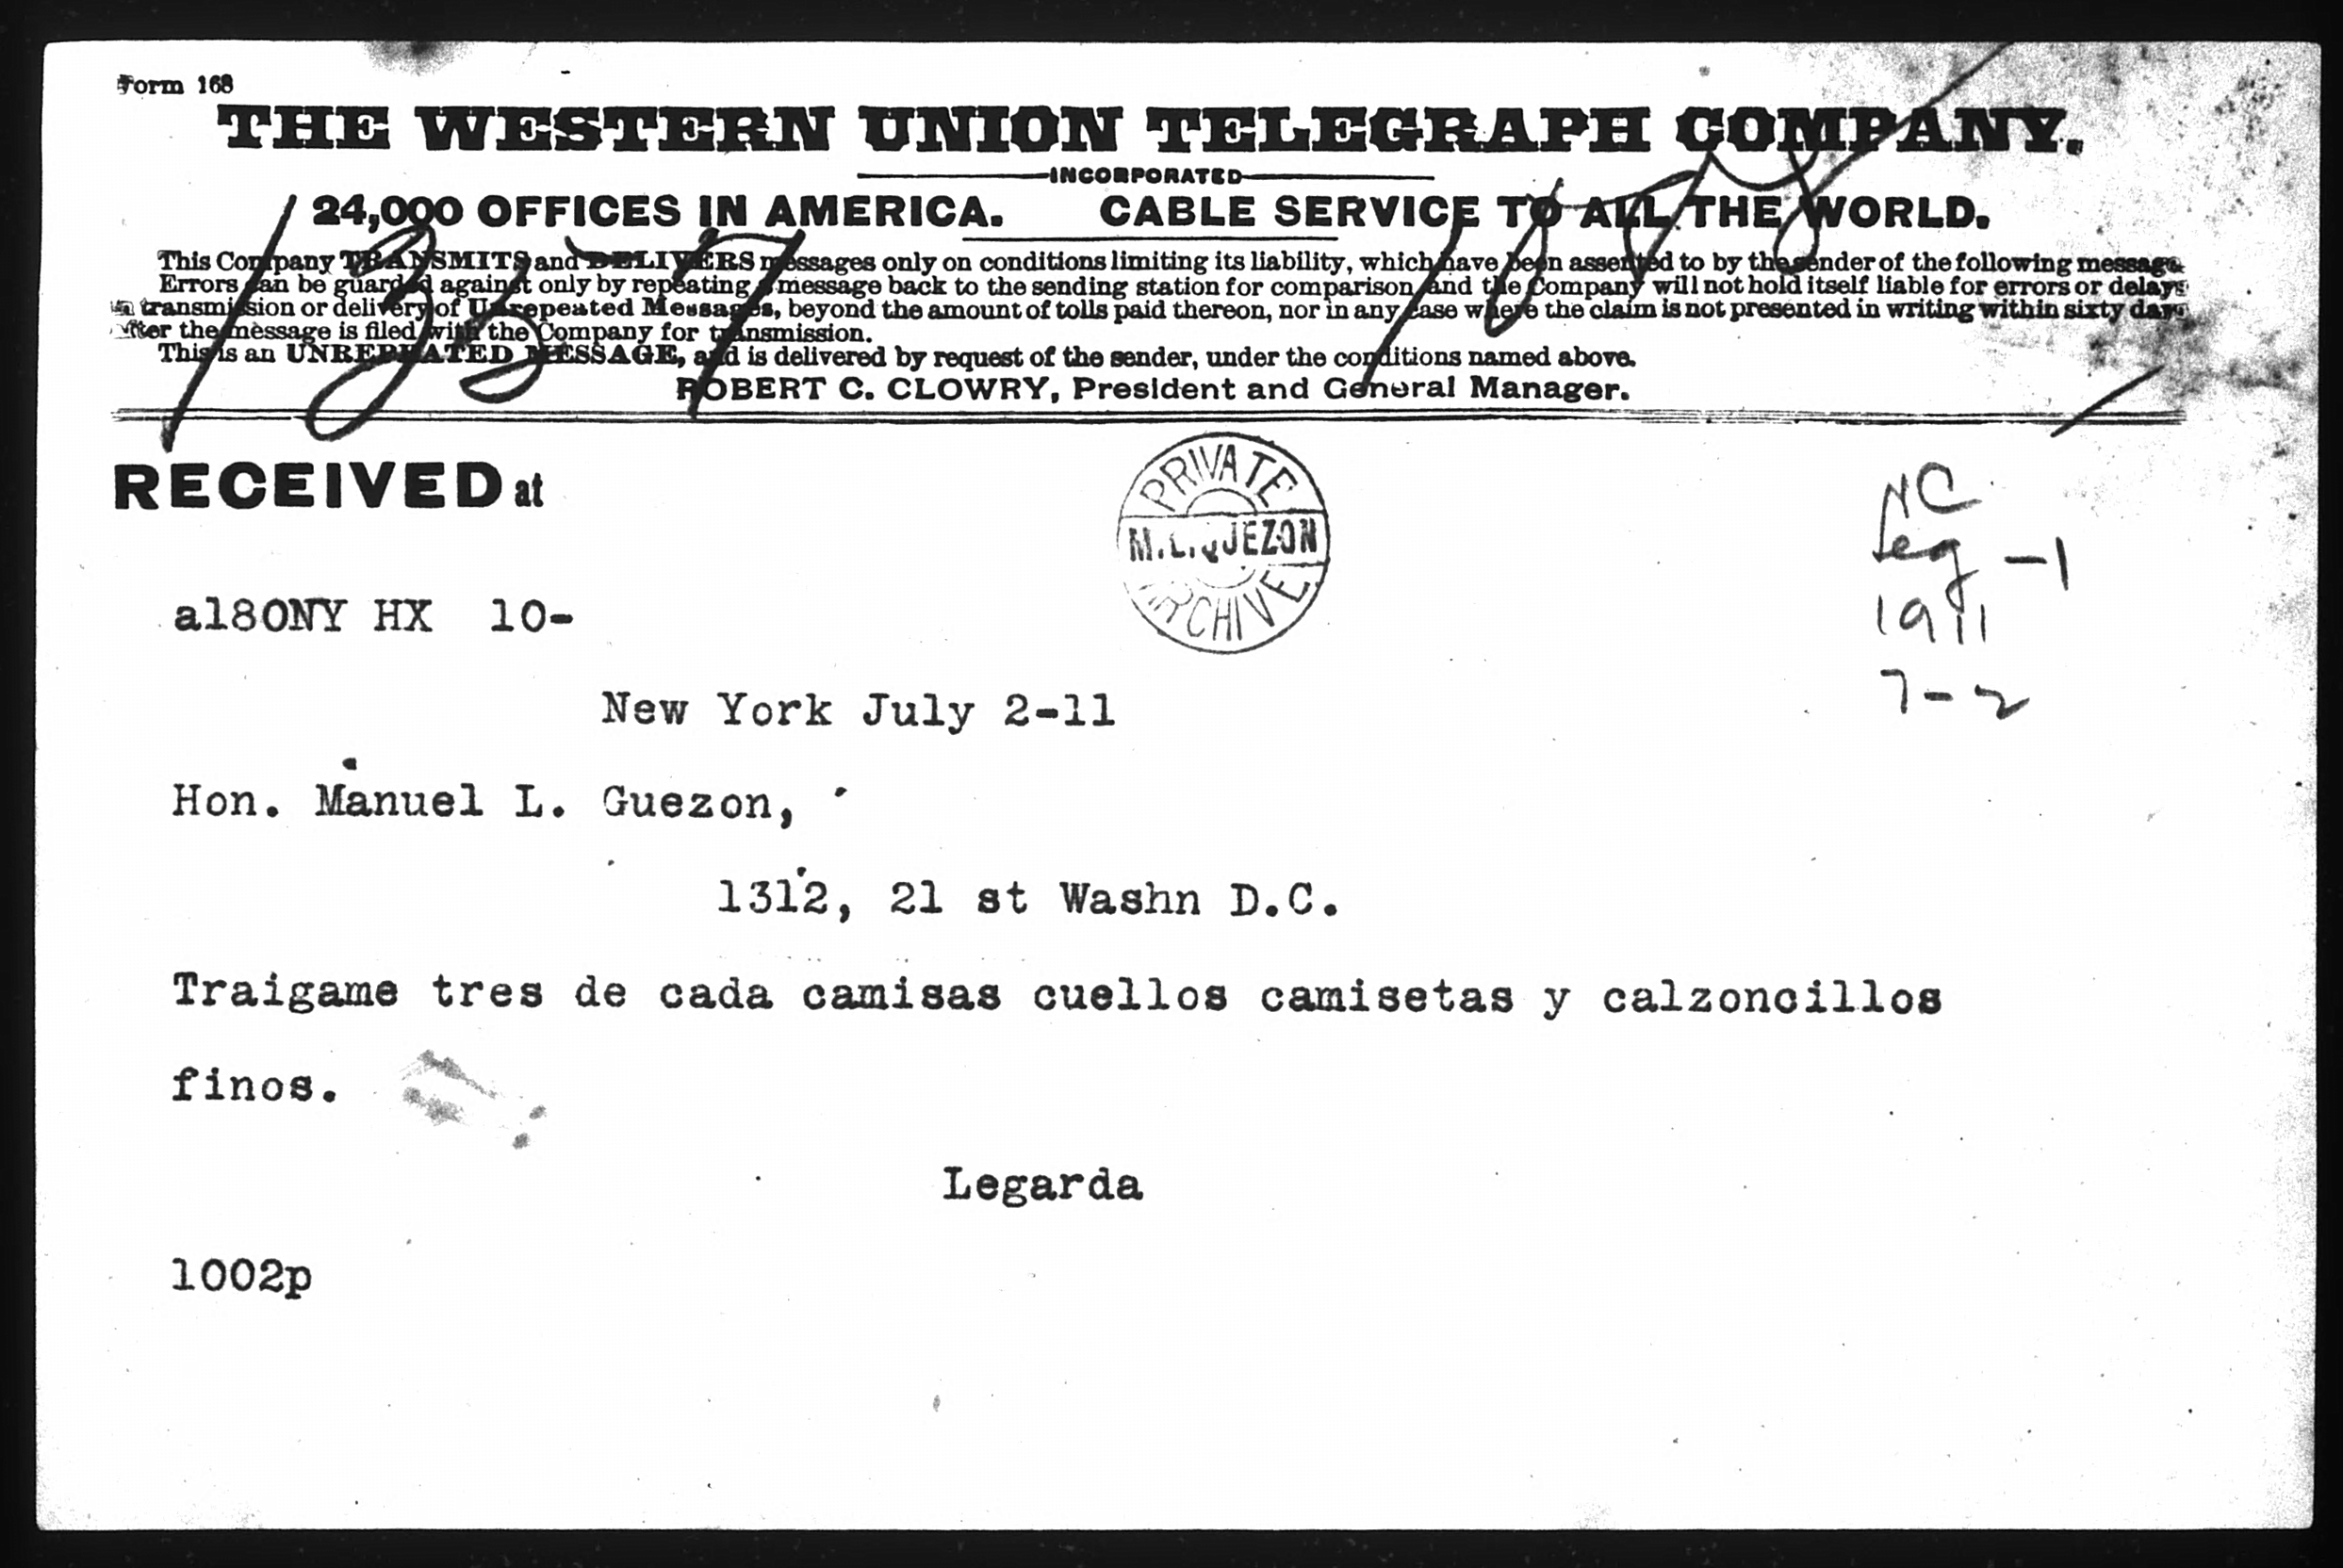 Form 168
THE WESTERN UNION TELEGRAPH COMPANY.
INCORPORATED
24,000 OFFICES IN AMERICA. CABLE SERVICE TO ALL THE WORLD.
This Company TRANSMITS and DELIVERS messages only on conditions limiting its liability, which have been assented to by the sender of the following message
Errors can be guarded against only by repeating a message back to the sending station for comparison, and the Company will not hold itself liable for errors or delays
in transmission or delivery of Unrepeated Messages, beyond the amount of tolls paid thereon, nor in any case where the claim is not presented in writing within sixty days
after the message is filed with the Company for transmission.
This is an UNREPEATED MESSAGE, and is delivered by request of the sender, under the conditions named above.
ROBERT C. CLOWRY, President and General Manager.
RECEIVED at
PRIVATE
M.L. QUEZON
ARCHIVE
NC
Leg -1
1911
7-2
a180NY HX 10-
New York July 2-11
Hon. Manuel L. Guezon,
1312, 21 st Washn D.C.
Traigame tres de cada camisas cuellos camisetas y calzoncillos
finos.
Legarda
1002p